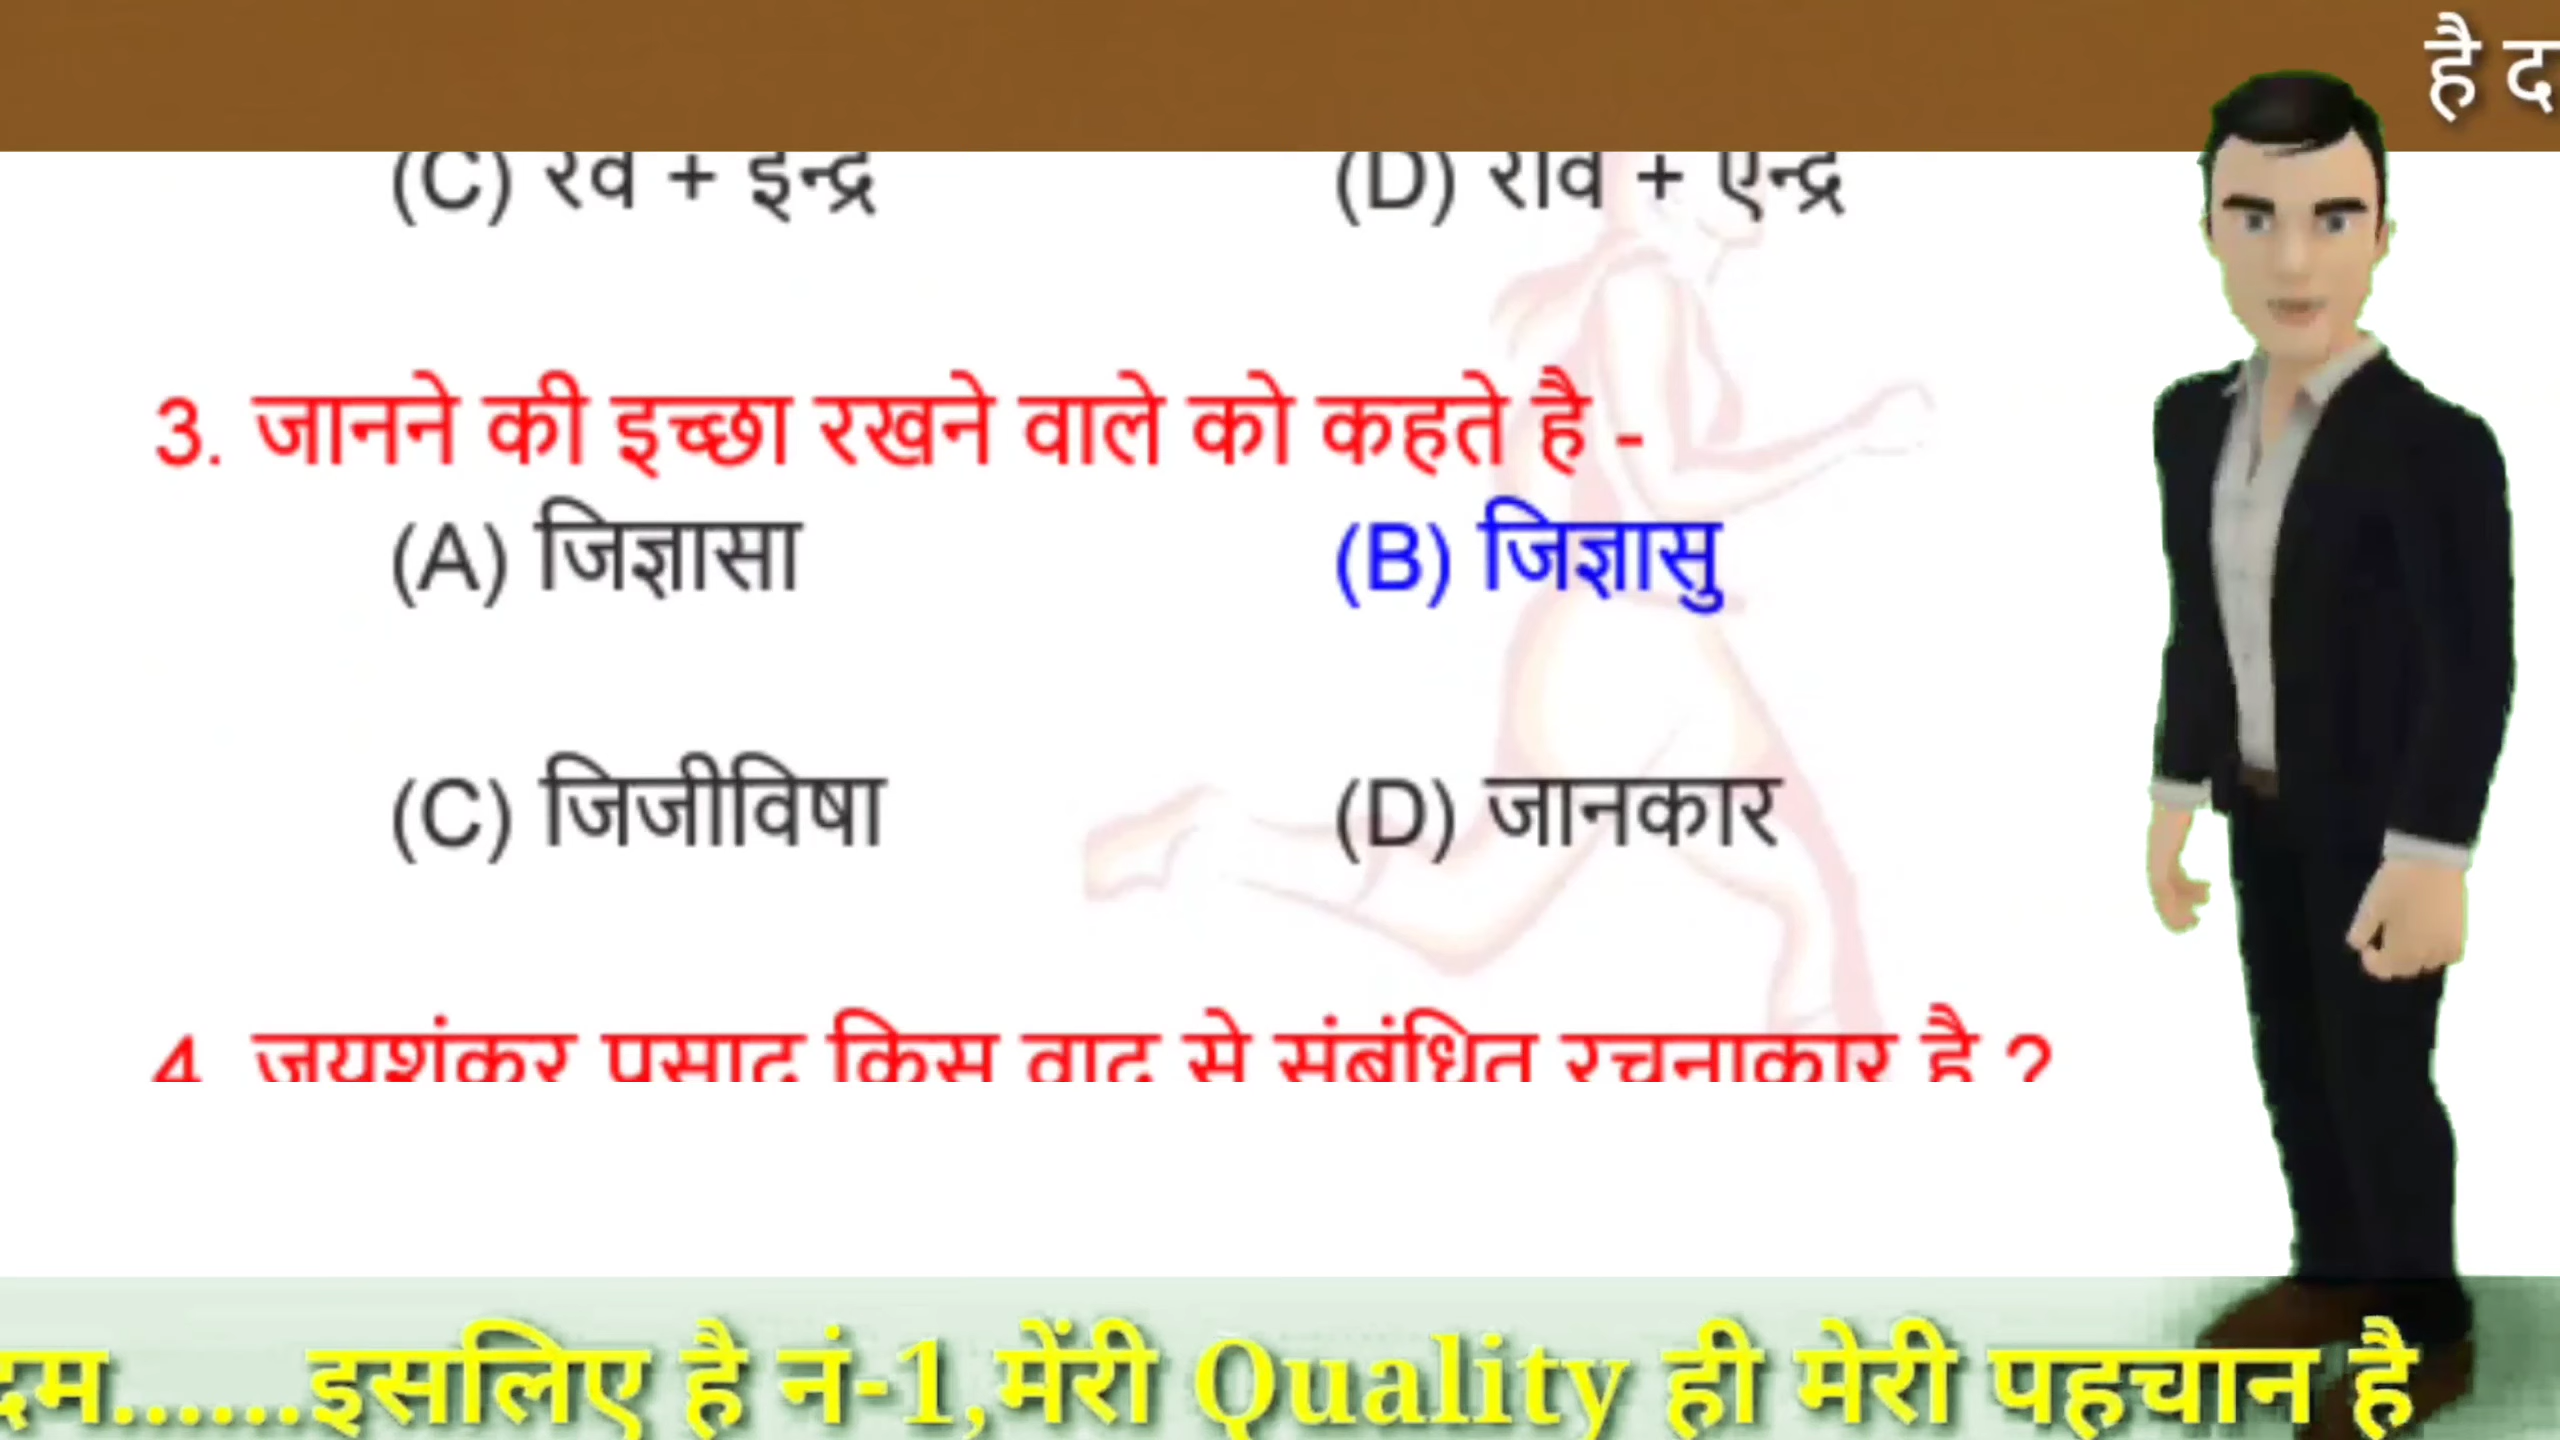 है द
(C) रव + इन्द्र (D) रवि + एन्द्र
3. जानने की इच्छा रखने वाले को कहते है -
(A) जिज्ञासा (B) जिज्ञासु
(C) जिजीविषा (D) जानकार
4. जयशंकर प्रसाद किस वाद से संबंधित रचनाकार है ?
दम......इसलिए है नं-1,मेंरी Quality ही मेरी पहचान है